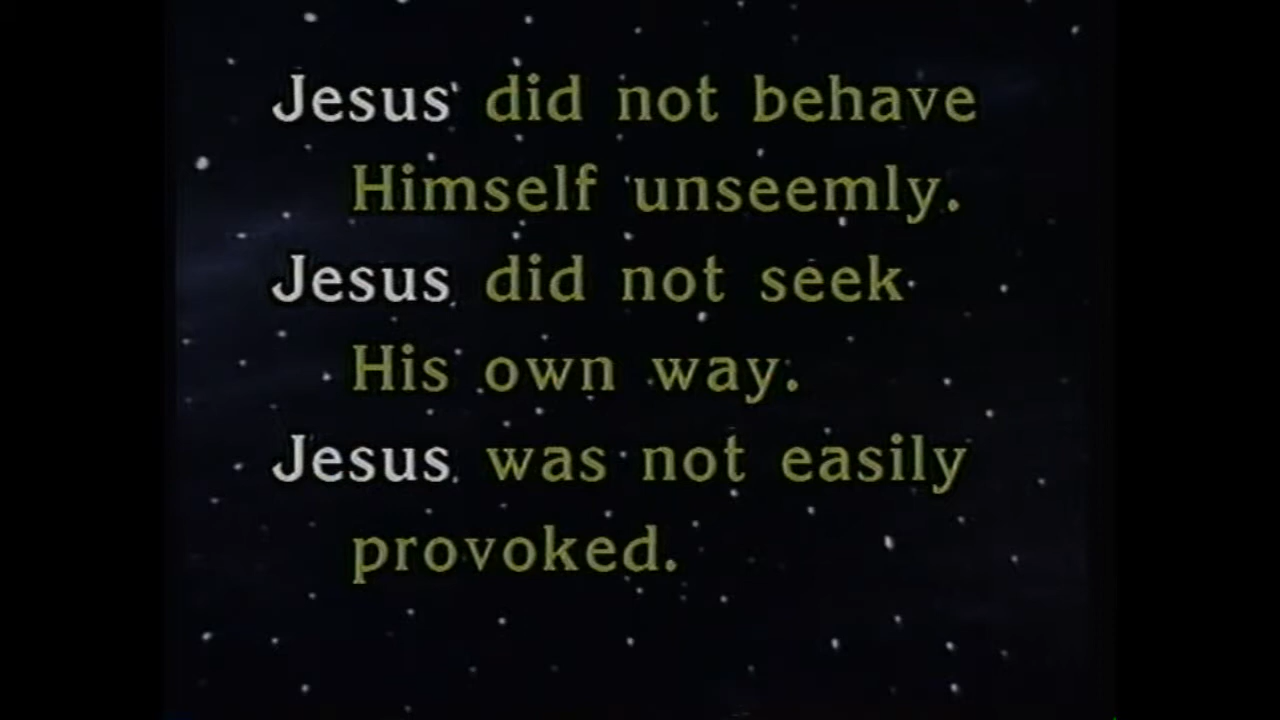 Jesus did not behave
Himself unseemly.
Jesus did not seek
His own way.
Jesus was not easily
provoked.